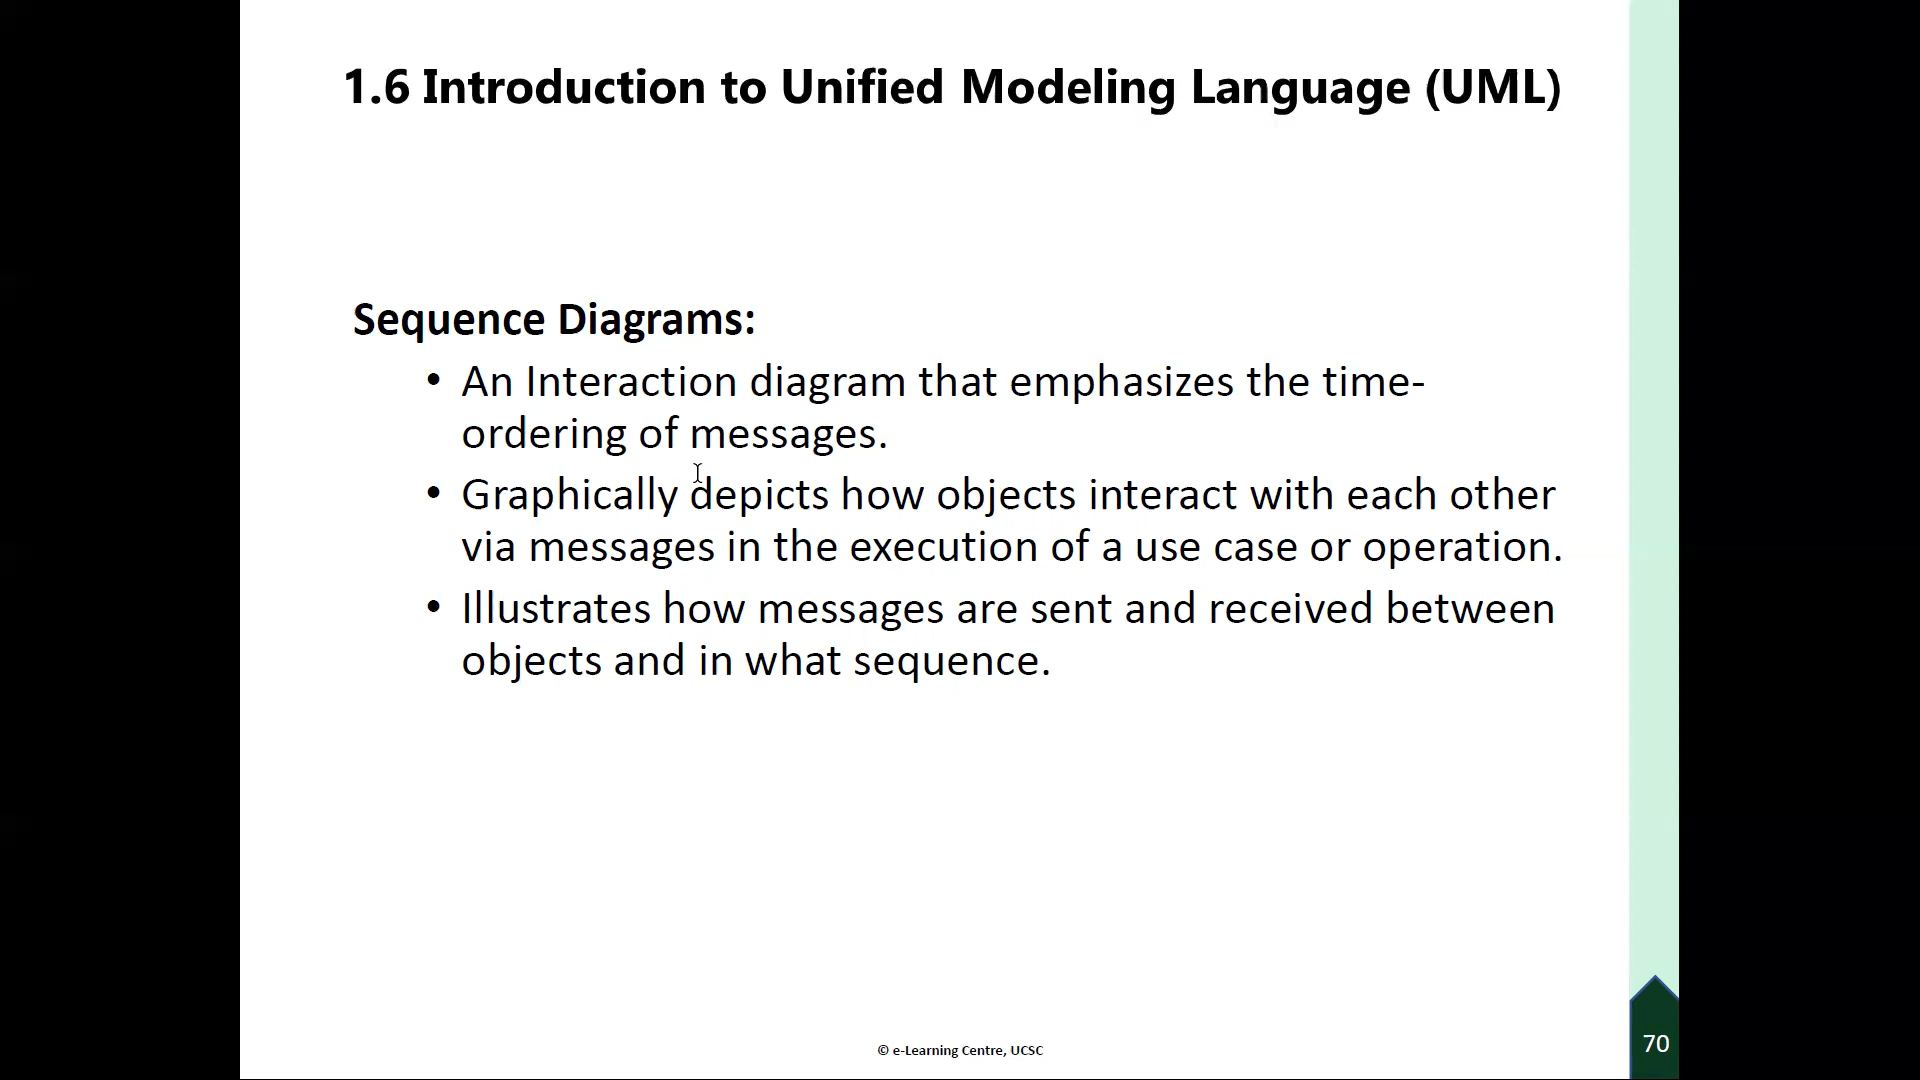 1.6 Introduction to Unified Modeling Language (UML)
Sequence Diagrams:
• An Interaction diagram that emphasizes the time-
ordering of messages.
• Graphically depicts how objects interact with each other
via messages in the execution of a use case or operation.
• Illustrates how messages are sent and received between
objects and in what sequence.
© e-Learning Centre, UCSC
70